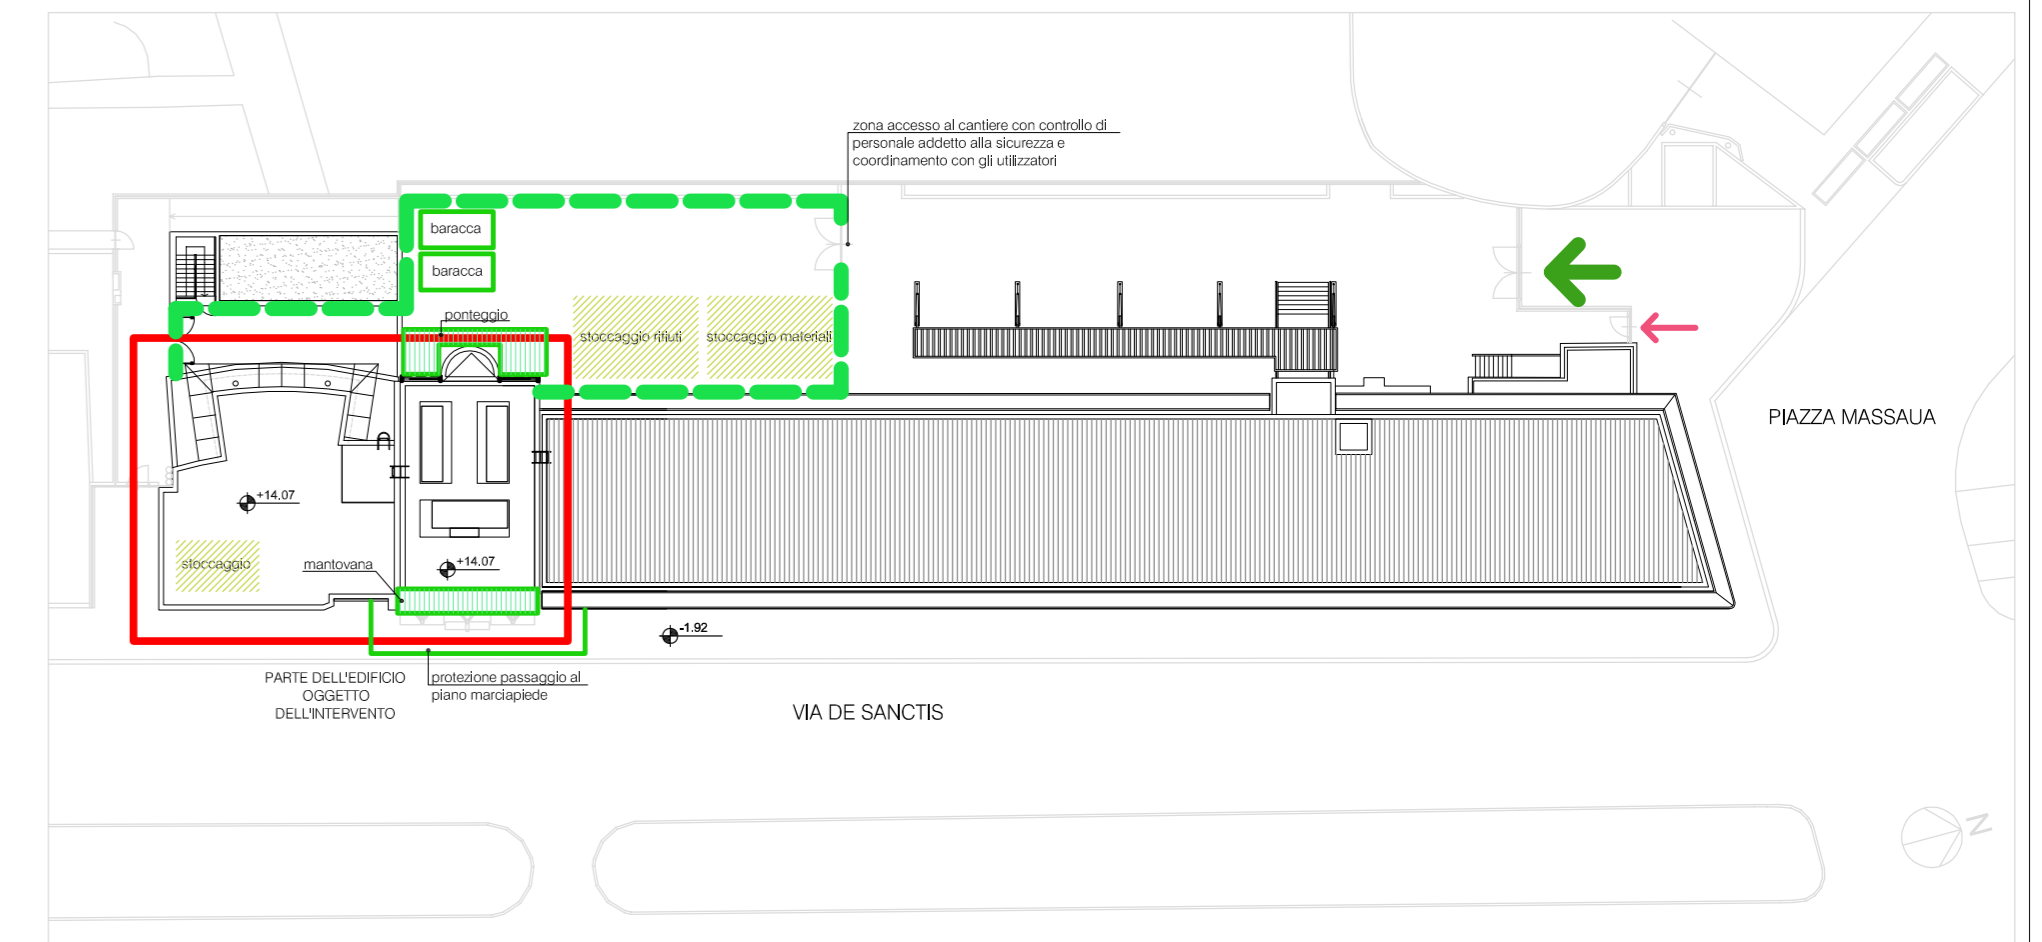 zona accesso al cantiere con controllo di
personale addetto alla sicurezza e
coordinamento con gli utilizzatori
baracca
baracca
ponteggio
stoccaggio rifiuti
stoccaggio materiali
PIAZZA MASSAUA
+14.07
+14.07
stoccaggio
mantovana
-1.92
PARTE DELL'EDIFICIO
OGGETTO
DELL'INTERVENTO
protezione passaggio al
piano marciapiede
VIA DE SANCTIS
N